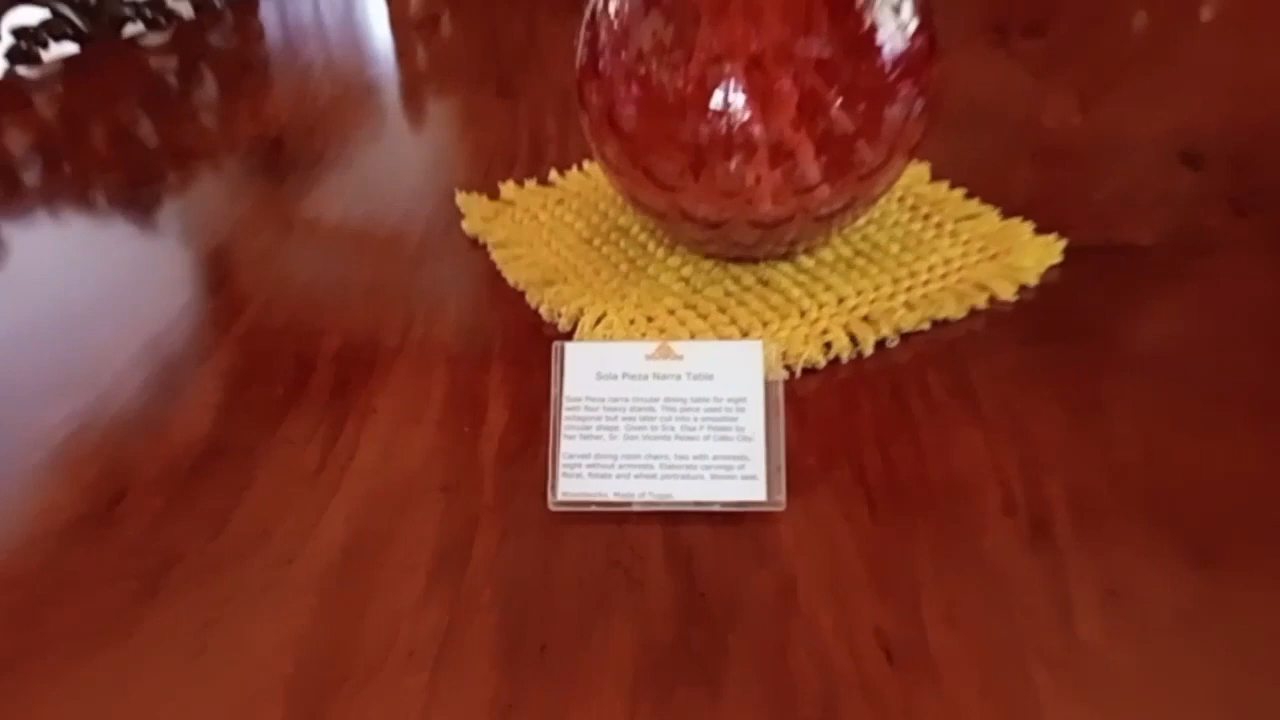 Sola Pieza Narra Table
Sola Pieza narra circular dining table for eight
with four heavy stands. This piece used to be
octagonal but was later cut into a smoother
circular shape. Given to Sra. Elsa P
her father, Sr. Don Vicente of Cebu City.
Carved dining room chairs, two with armrests,
eight without armrests. Elaborate carvings of
floral, foliate and wheat portraiture. Woven seat.
Woodworks. Made of Tugas.